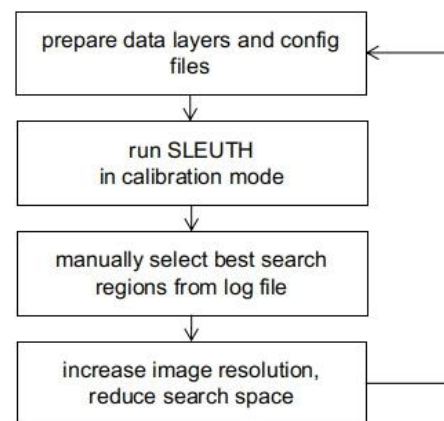 prepare data layers and config
files
run SLEUTH
in calibration mode
manually select best search
regions from log file
increase image resolution,
reduce search space